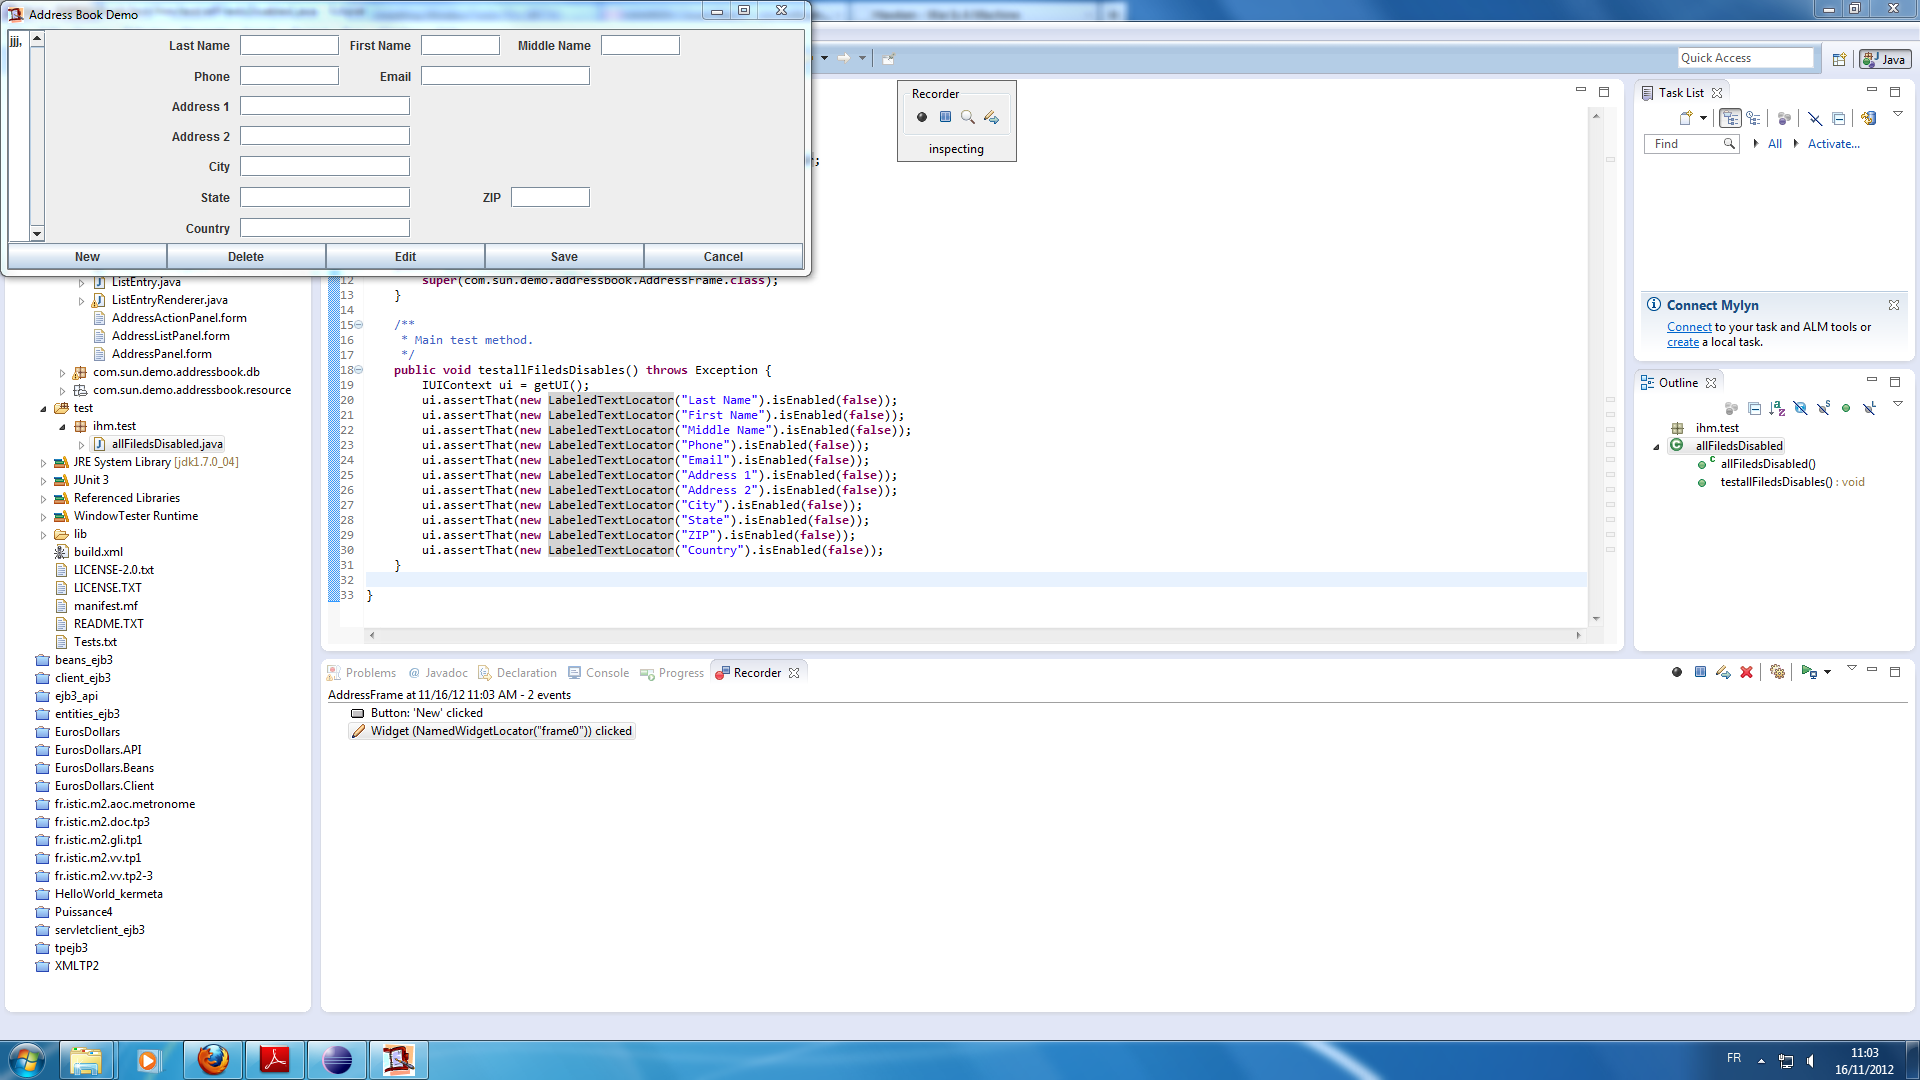 Address Book Demo
jjj,
Last Name First Name Middle Name
Phone Email
Address 1
Address 2
City
State ZIP
Country
New Delete Edit Save Cancel
Quick Access
Java
Recorder
inspecting
;
Task List
Find All Activate...
Connect Mylyn
Connect to your task and ALM tools or
create a local task.
Outline
ihm.test
allFiledsDisabled
allFiledsDisabled()
testallFiledsDisables() : void
ListEntry.java
ListEntryRenderer.java
AddressActionPanel.form
AddressListPanel.form
AddressPanel.form
com.sun.demo.addressbook.db
com.sun.demo.addressbook.resource
test
ihm.test
allFiledsDisabled.java
JRE System Library [jdk1.7.0_04]
JUnit 3
Referenced Libraries
WindowTester Runtime
lib
build.xml
LICENSE-2.0.txt
LICENSE.TXT
manifest.mf
README.TXT
Tests.txt
beans_ejb3
client_ejb3
ejb3_api
entities_ejb3
EurosDollars
EurosDollars.API
EurosDollars.Beans
EurosDollars.Client
fr.istic.m2.aoc.metronome
fr.istic.m2.doc.tp3
fr.istic.m2.gli.tp1
fr.istic.m2.vv.tp1
fr.istic.m2.vv.tp2-3
HelloWorld_kermeta
Puissance4
servletclient_ejb3
tpejb3
XMLTP2
12 super(com.sun.demo.addressbook.AddressFrame.class);
13 }
14
15 /**
16 * Main test method.
17 */
18 public void testallFiledsDisables() throws Exception {
19 IUIContext ui = getUI();
20 ui.assertThat(new LabeledTextLocator("Last Name").isEnabled(false));
21 ui.assertThat(new LabeledTextLocator("First Name").isEnabled(false));
22 ui.assertThat(new LabeledTextLocator("Middle Name").isEnabled(false));
23 ui.assertThat(new LabeledTextLocator("Phone").isEnabled(false));
24 ui.assertThat(new LabeledTextLocator("Email").isEnabled(false));
25 ui.assertThat(new LabeledTextLocator("Address 1").isEnabled(false));
26 ui.assertThat(new LabeledTextLocator("Address 2").isEnabled(false));
27 ui.assertThat(new LabeledTextLocator("City").isEnabled(false));
28 ui.assertThat(new LabeledTextLocator("State").isEnabled(false));
29 ui.assertThat(new LabeledTextLocator("ZIP").isEnabled(false));
30 ui.assertThat(new LabeledTextLocator("Country").isEnabled(false));
31 }
32
33 }
Problems @ Javadoc Declaration Console Progress Recorder
AddressFrame at 11/16/12 11:03 AM - 2 events
Button: 'New' clicked
Widget (NamedWidgetLocator("frame0")) clicked
FR
11:03
16/11/2012